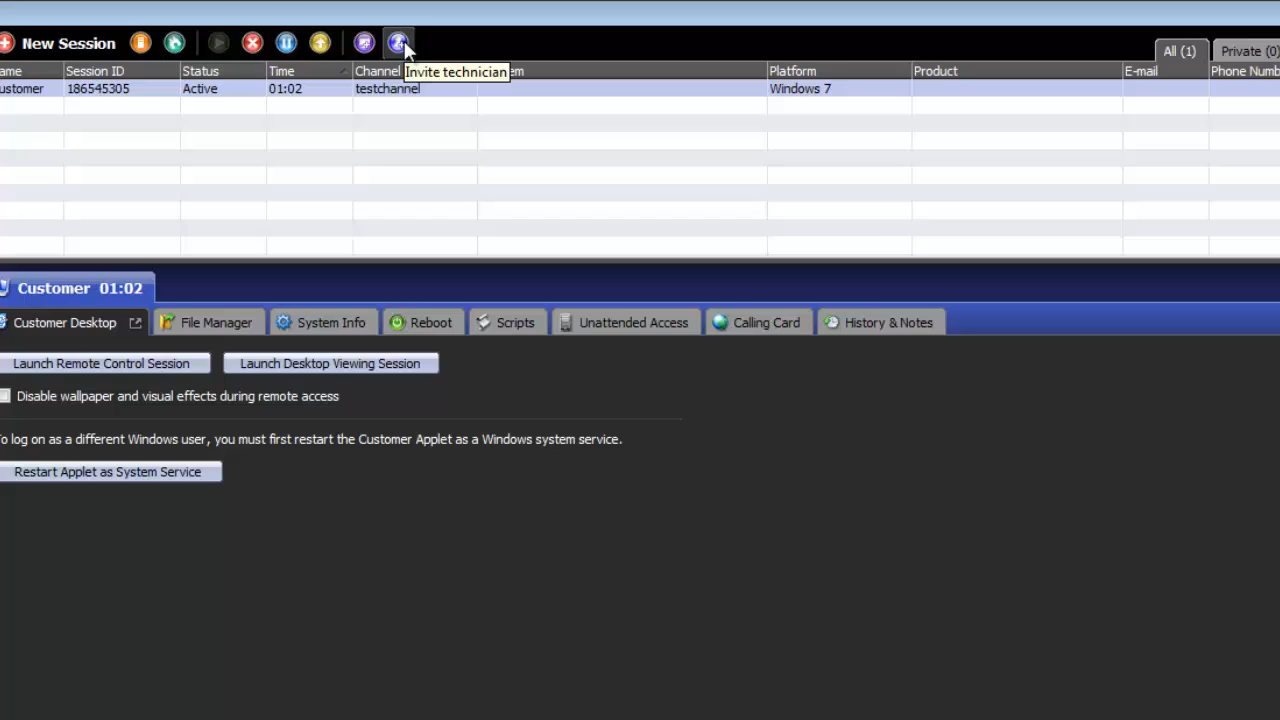 New Session
All (1) Private (0)
ame Session ID Status Time Channel Invite technician em Platform Product E-mail Phone Numb
ustomer 186545305 Active 01:02 testchannel Windows 7
Customer 01:02
Customer Desktop File Manager System Info Reboot Scripts Unattended Access Calling Card History & Notes
Launch Remote Control Session Launch Desktop Viewing Session
Disable wallpaper and visual effects during remote access
o log on as a different Windows user, you must first restart the Customer Applet as a Windows system service.
Restart Applet as System Service